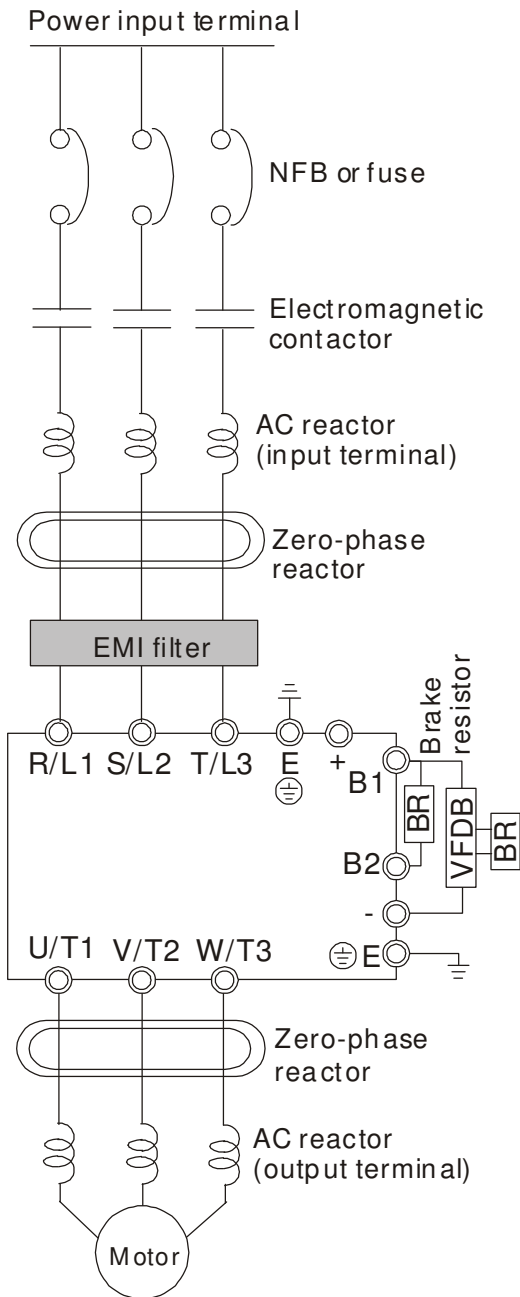 Power input terminal
NFB or fuse
Electromagnetic
contactor
AC reactor
(input terminal)
Zero-phase
reactor
EMI filter
Brake
resistor
R/L1 S/L2 T/L3 E +
B1
BR
VFDB
BR
B2
-
E
U/T1 V/T2 W/T3
Zero-phase
reactor
AC reactor
(output terminal)
Motor